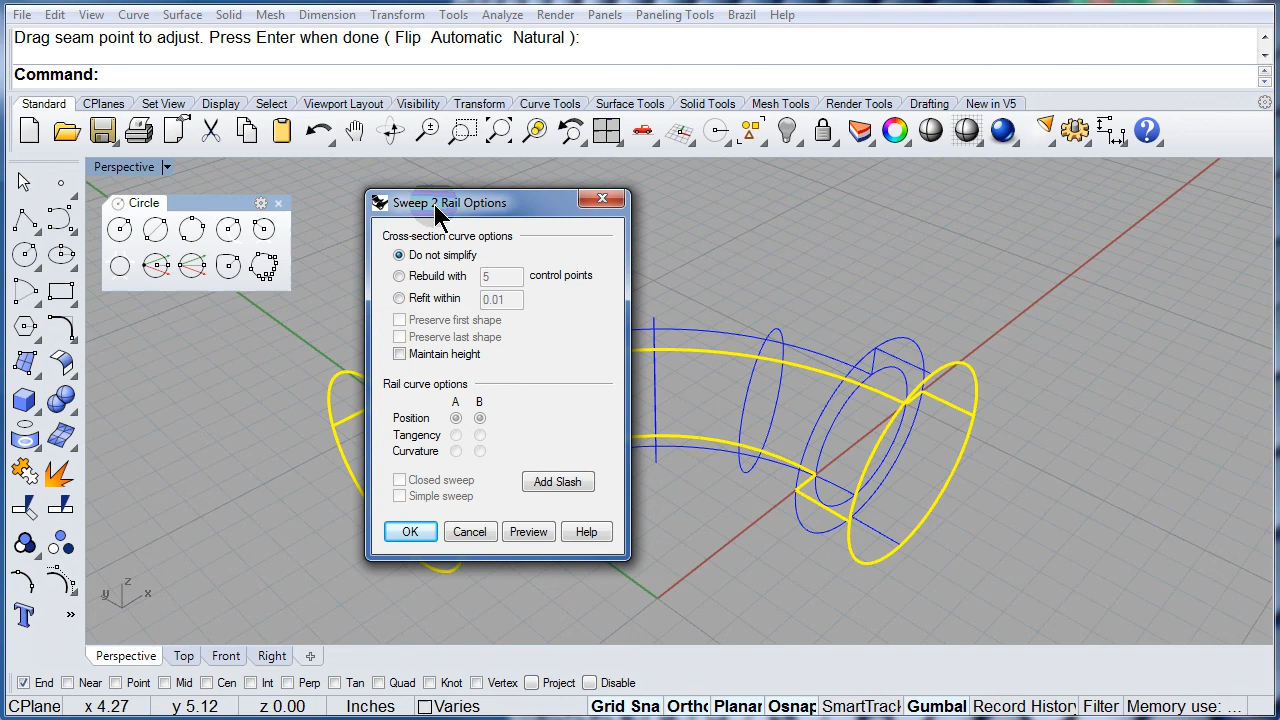 File Edit View Curve Surface Solid Mesh Dimension Transform Tools Analyze Render Panels Paneling Tools Brazil Help
Drag seam point to adjust. Press Enter when done ( Flip Automatic Natural ):
Command:
Standard CPlanes Set View Display Select Viewport Layout Visibility Transform Curve Tools Surface Tools Solid Tools Mesh Tools Render Tools Drafting New in V5
Perspective
Circle
Sweep 2 Rail Options
Cross-section curve options
Do not simplify
Rebuild with 5 control points
Refit within 0.01
Preserve first shape
Preserve last shape
Maintain height
Rail curve options
A B
Position
Tangency
Curvature
Closed sweep
Add Slash
Simple sweep
OK Cancel Preview Help
z
y x
T »
Perspective Top Front Right
End Near Point Mid Cen Int Perp Tan Quad Knot Vertex Project Disable
CPlane x 4.27 y 5.12 z 0.00 Inches Varies Grid Sna Ortho Planar Osnap SmartTrack Gumbal Record History Filter Memory use: ...